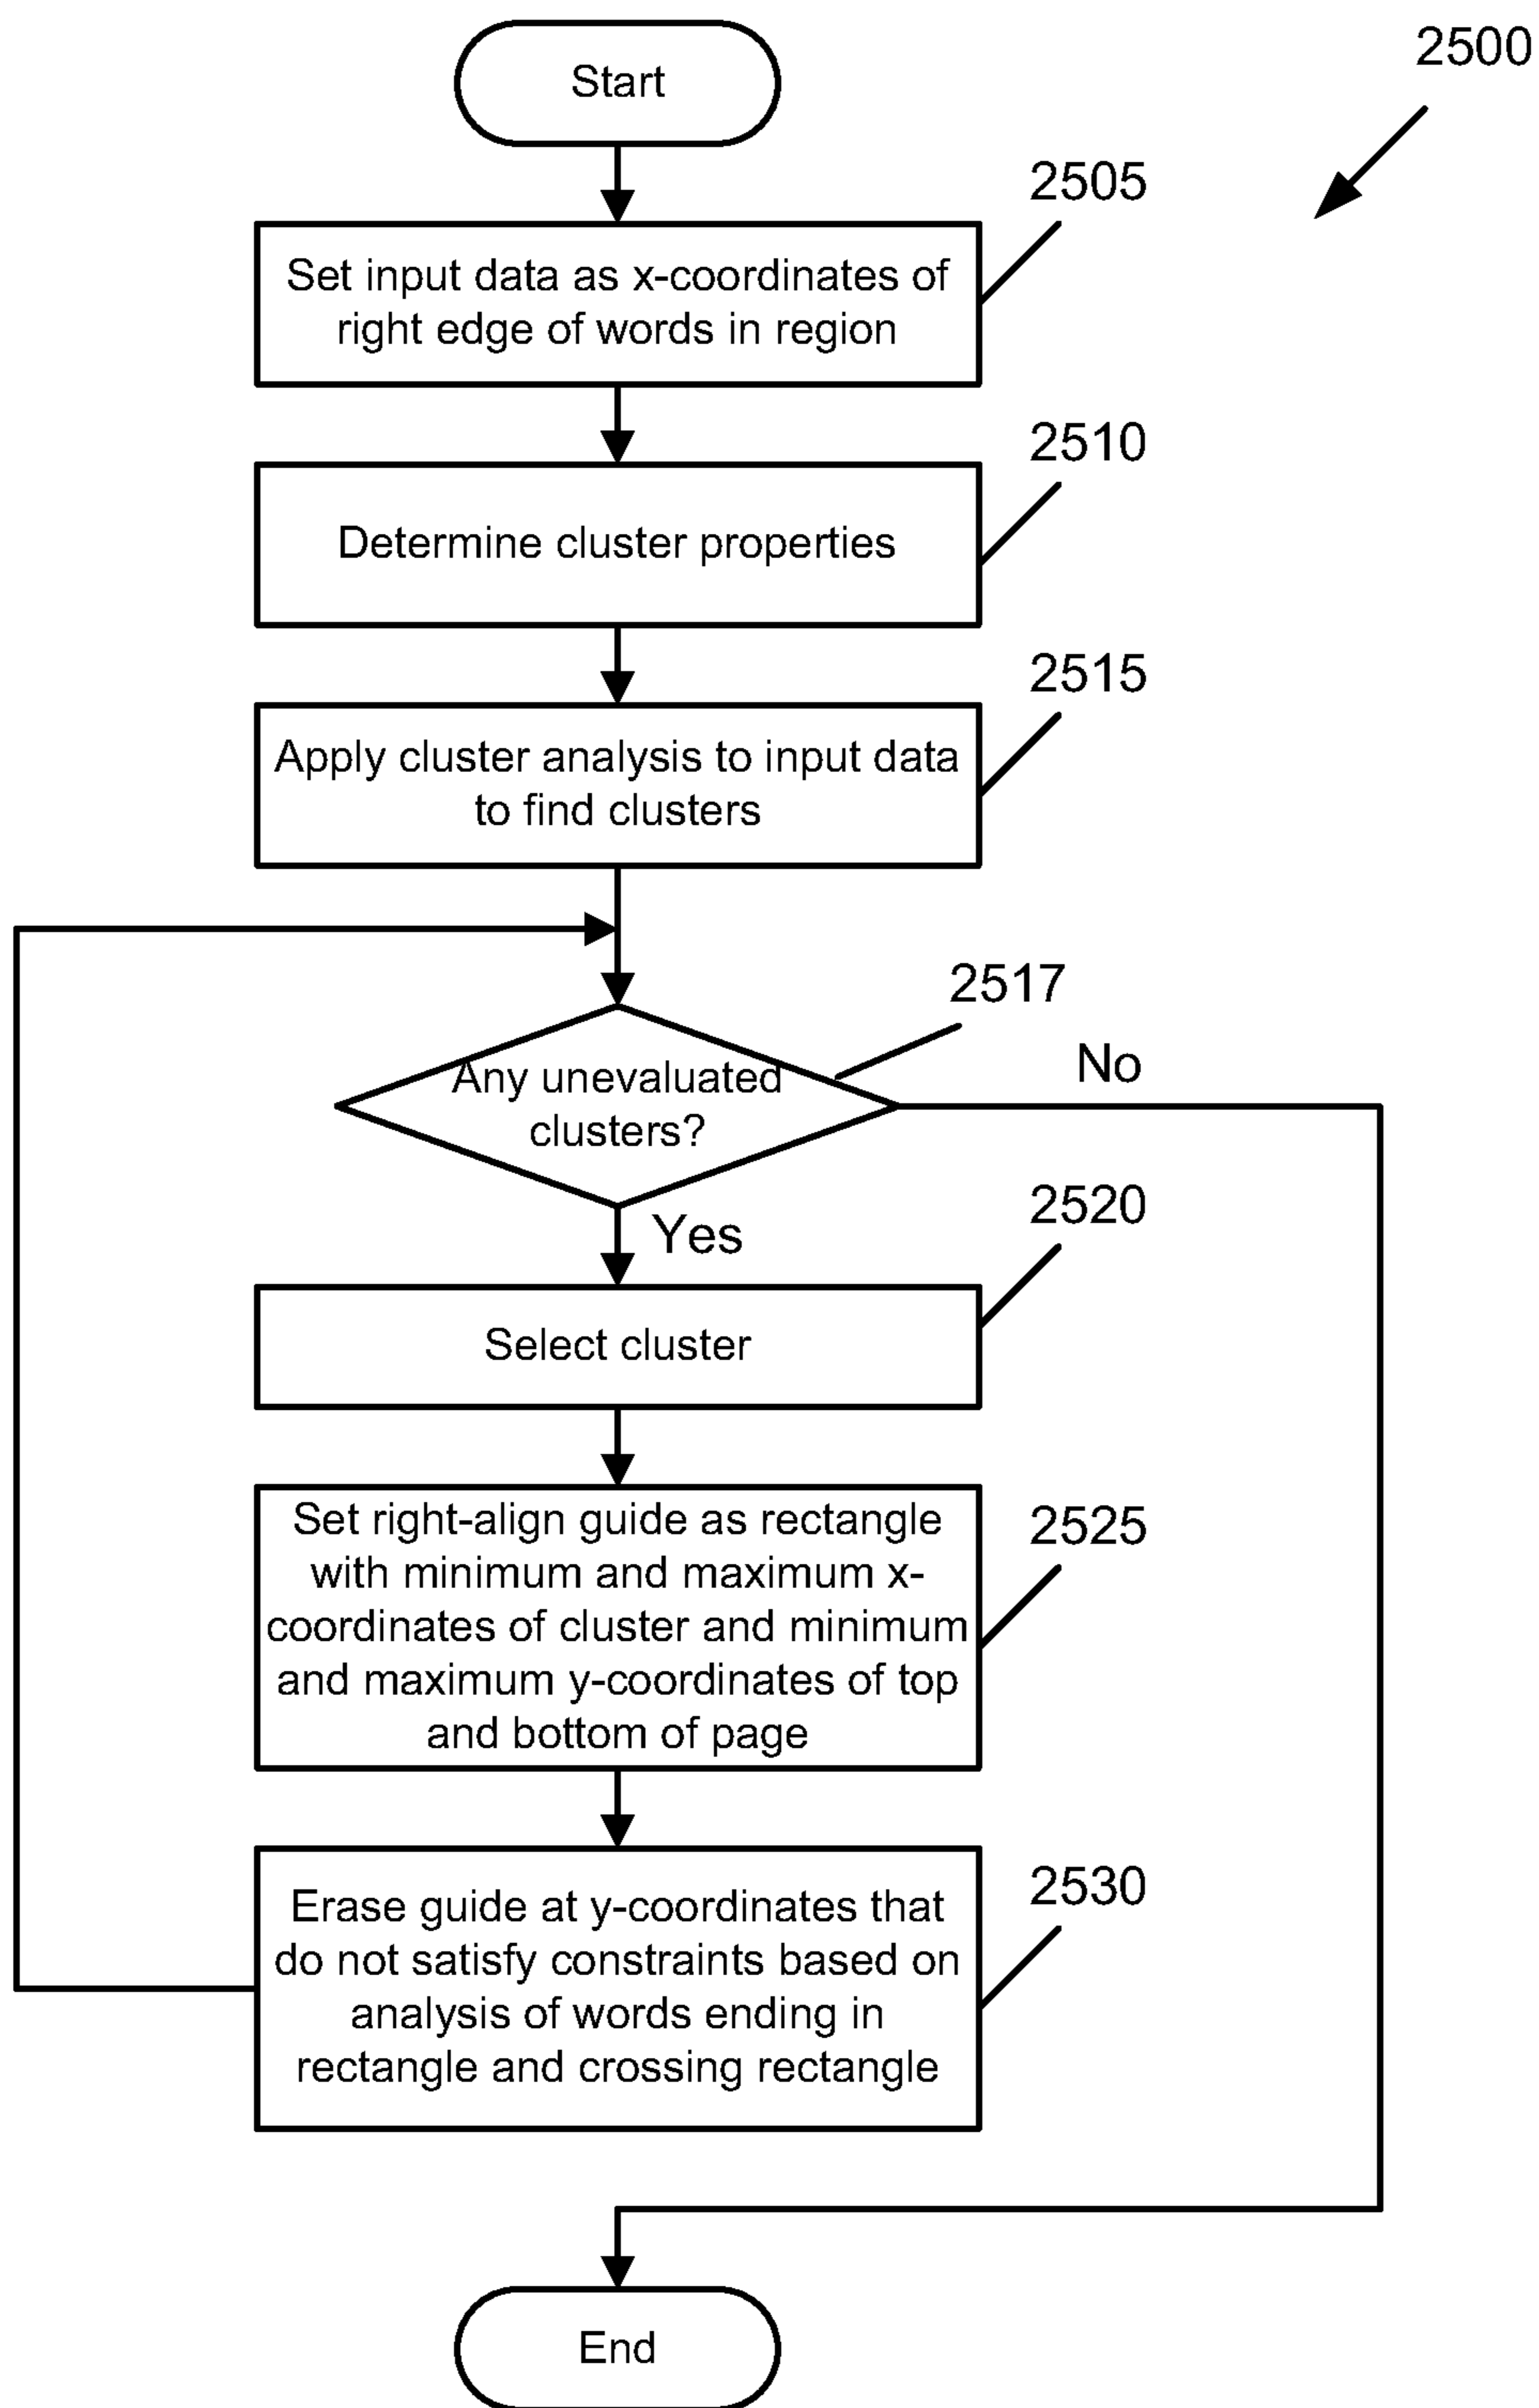 Start
2500
2505
Set input data as x-coordinates of
right edge of words in region
2510
Determine cluster properties
2515
Apply cluster analysis to input data
to find clusters
2517
Any unevaluated
clusters?
No
Yes
2520
Select cluster
2525
Set right-align guide as rectangle
with minimum and maximum x-
coordinates of cluster and minimum
and maximum y-coordinates of top
and bottom of page
2530
Erase guide at y-coordinates that
do not satisfy constraints based on
analysis of words ending in
rectangle and crossing rectangle
End